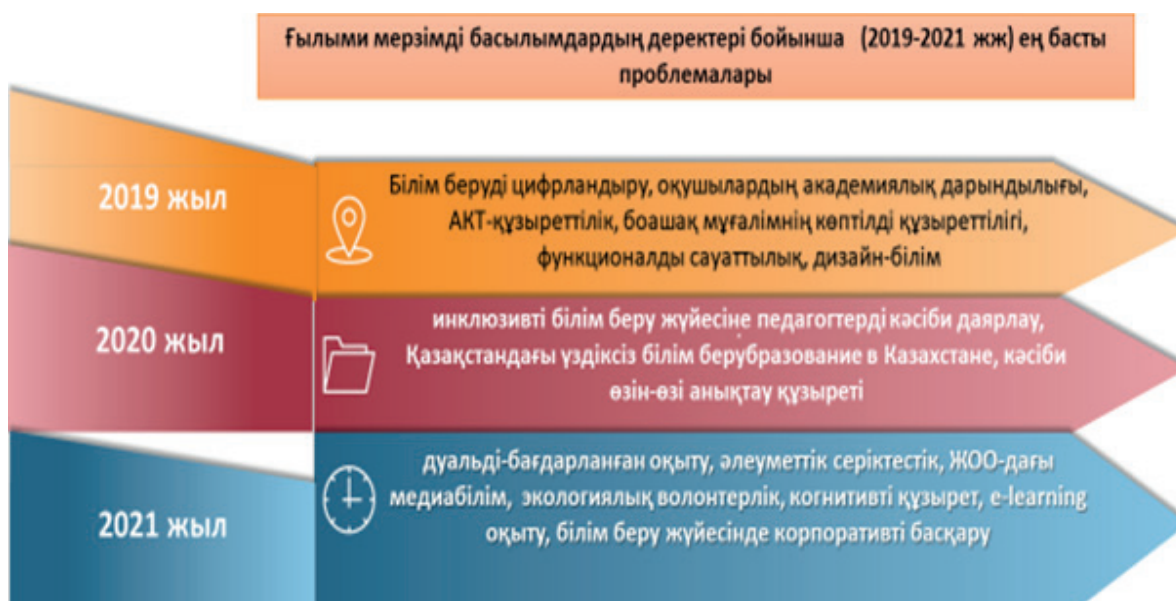 Ғылыми мерзімді басылымдардың деректері бойынша (2019-2021 жж) ең басты
проблемалары
2019 жыл
Білім беруді цифрландыру, оқушылардың академиялық дарындылығы,
АКТ-құзыреттілік, боашақ мұғалімнің көптілді құзыреттілігі,
функционалды сауаттылық, дизайн-білім
2020 жыл
инклюзивті білім беру жүйесіне педагогтерді кәсіби даярлау,
Қазақстандағы үздіксіз білім берубразование в Казахстане, кәсіби
өзін-өзі анықтау құзыреті
2021 жыл
дуальді-бағдарланған оқыту, әлеуметтік серіктестік, ЖОО-дағы
медиабілім, экологиялық волонтерлік, когнитивті құзырет, e-learning
оқыту, білім беру жүйесінде корпоративті басқару